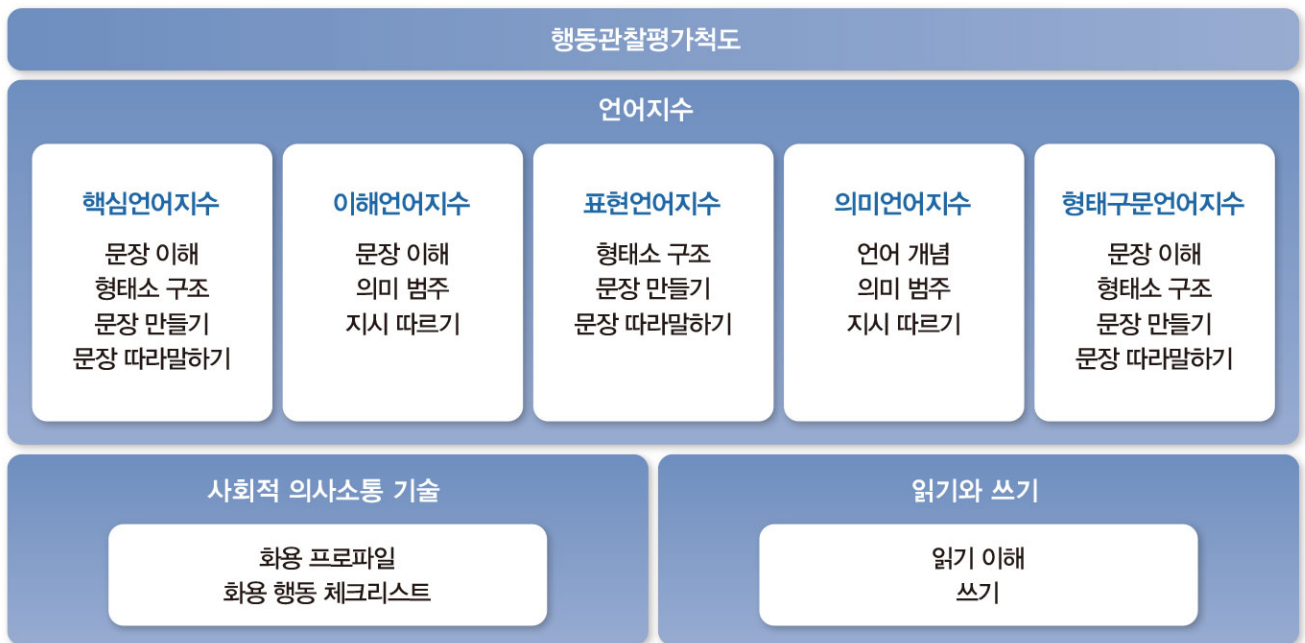 행동관찰평가척도
언어지수
핵심언어지수
문장 이해
형태소 구조
문장 만들기
문장 따라말하기
이해언어지수
문장 이해
의미 범주
지시 따르기
표현언어지수
형태소 구조
문장 만들기
문장 따라말하기
의미언어지수
언어 개념
의미 범주
지시 따르기
형태구문언어지수
문장 이해
형태소 구조
문장 만들기
문장 따라말하기
사회적 의사소통 기술
화용 프로파일
화용 행동 체크리스트
읽기와 쓰기
읽기 이해
쓰기